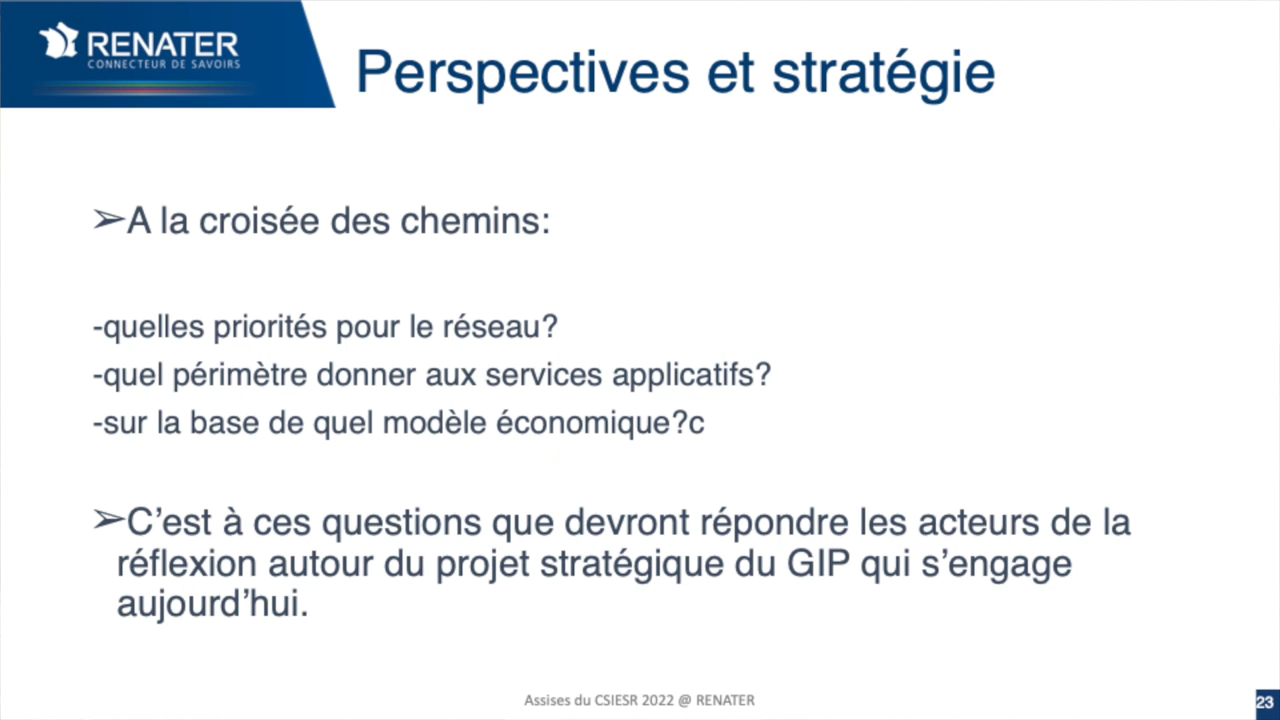 RENATER
CONNECTEUR DE SAVOIRS
Perspectives et stratégie
➢A la croisée des chemins:
-quelles priorités pour le réseau?
-quel périmètre donner aux services applicatifs?
-sur la base de quel modèle économique?c
➢C’est à ces questions que devront répondre les acteurs de la
réflexion autour du projet stratégique du GIP qui s’engage
aujourd’hui.
Assises du CSIESR 2022 @ RENATER
23